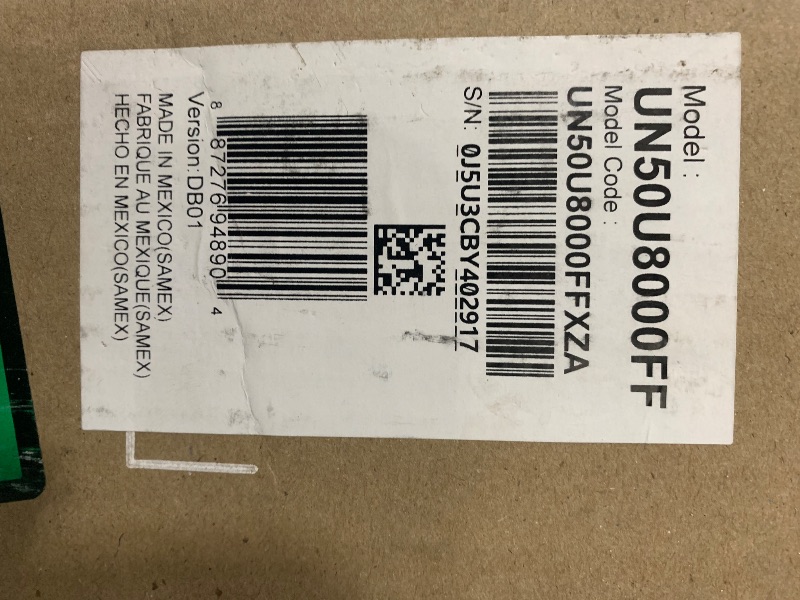 Model :
UN50U8000FF
Model Code :
UN50U8000FFXZA
S/N : 0J5U3CBY402917
8 87276 94890 4
Version: DB01
MADE IN MEXICO(SAMEX)
FABRIQUE AU MEXIQUE(SAMEX)
HECHO EN MEXICO(SAMEX)